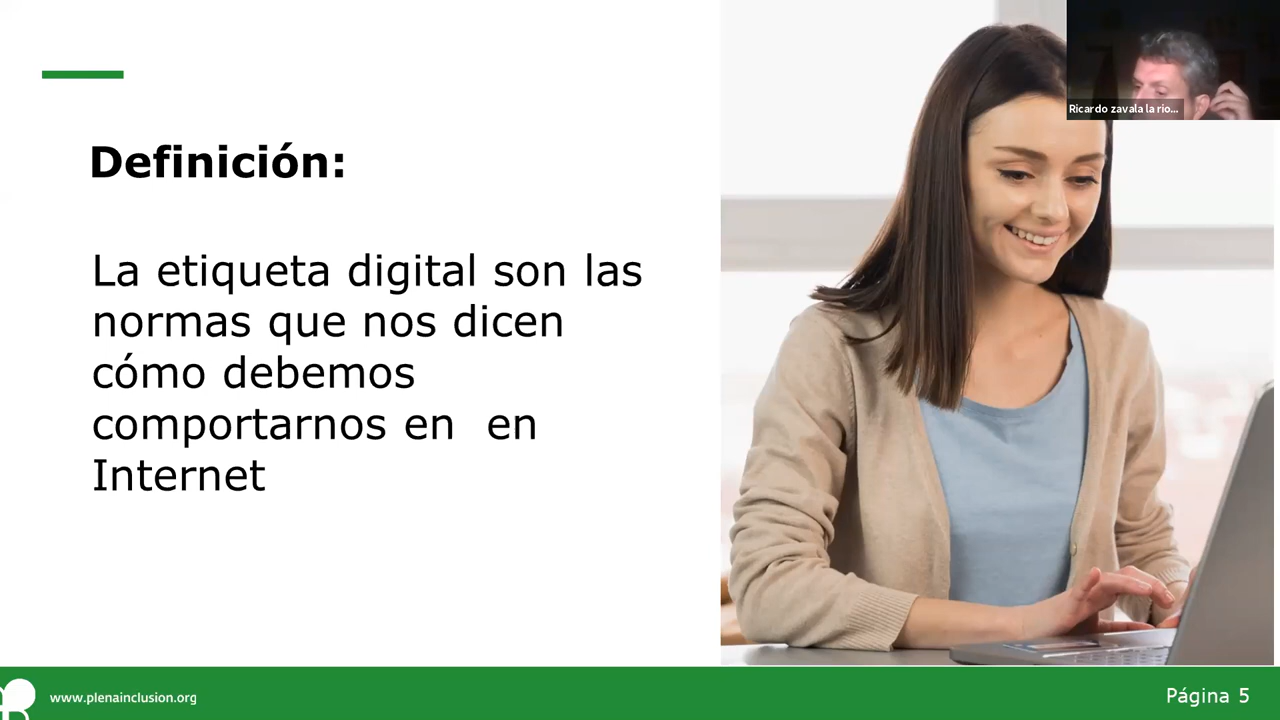 Ricardo zavala la rio...
Definición:
La etiqueta digital son las
normas que nos dicen
cómo debemos
comportarnos en  en
Internet
www.plenainclusion.org
Página 5